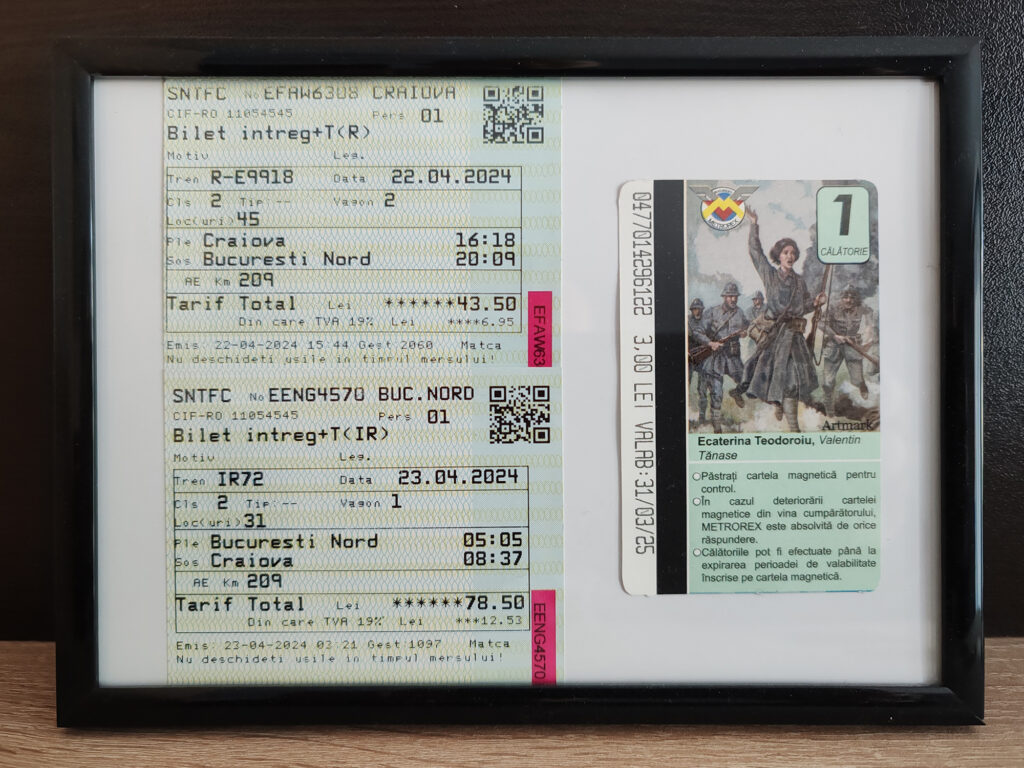 SNTFC No EFAW6308 CRAIOVA
CIF-RO 11054545 Pers 01
Bilet intreg+T(R)
Motiv Leg.
Tren R-E9918 Data 22.04.2024
Cls 2 Tip:-- Vagon 2
Loc(uri) 45
Ple Craiova 16:18
Sos Bucuresti Nord 20:09
AE Km 209
Tarif Total Lei ******43.50
Din care TVA 19% Lei ****6.95
Emis: 22-04-2024 15:44 Gest:2060 Matca
Nu deschideti usile in timpul mersului!
EFAW63
SNTFC No EENG4570 BUC.NORD
CIF-RO 11054545 Pers 01
Bilet intreg+T(IR)
Motiv Leg.
Tren IR72 Data 23.04.2024
Cls 2 Tip:-- Vagon 1
Loc(uri) 31
Ple Bucuresti Nord 05:05
Sos Craiova 08:37
AE Km 209
Tarif Total Lei ******78.50
Din care TVA 19% Lei ***12.53
Emis 23-04-2024 03:21 Gest:1097 Matca
Nu deschideti usile in timpul mersului!
EENG4570
0477014296122 3,00 LEI VALAB:31/03/25
METROREX
1
CĂLĂTORIE
Artmark
Ecaterina Teodoroiu, Valentin
Tănase
Păstrați cartela magnetică pentru
control.
În cazul deteriorării cartelei
magnetice din vina cumpărătorului,
METROREX este absolvită de orice
răspundere.
Călătoriile pot fi efectuate până la
expirarea perioadei de valabilitate
înscrise pe cartela magnetică.